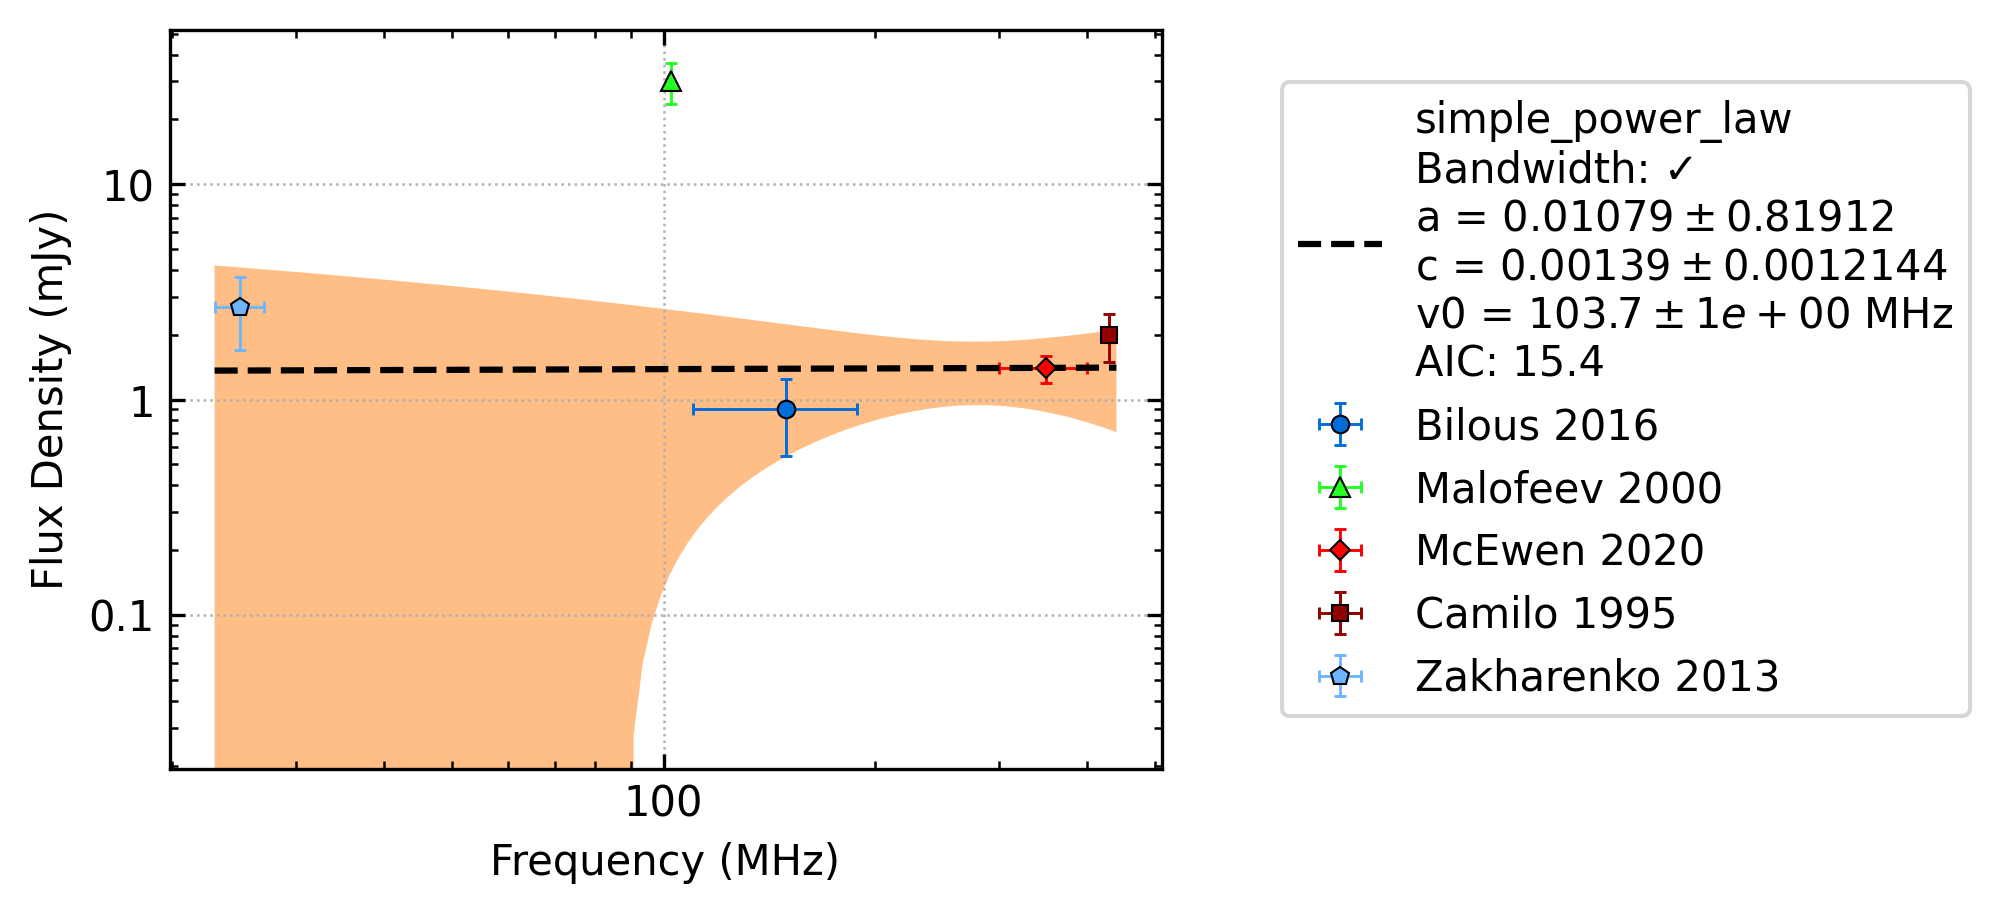 Flux Density (mJy)
10
1
0.1
100
Frequency (MHz)
simple_power_law
Bandwidth: ✓
a = 0.01079 ± 0.81912
c = 0.00139 ± 0.0012144
v0 = 103.7 ± 1e + 00 MHz
AIC: 15.4
Bilous 2016
Malofeev 2000
McEwen 2020
Camilo 1995
Zakharenko 2013